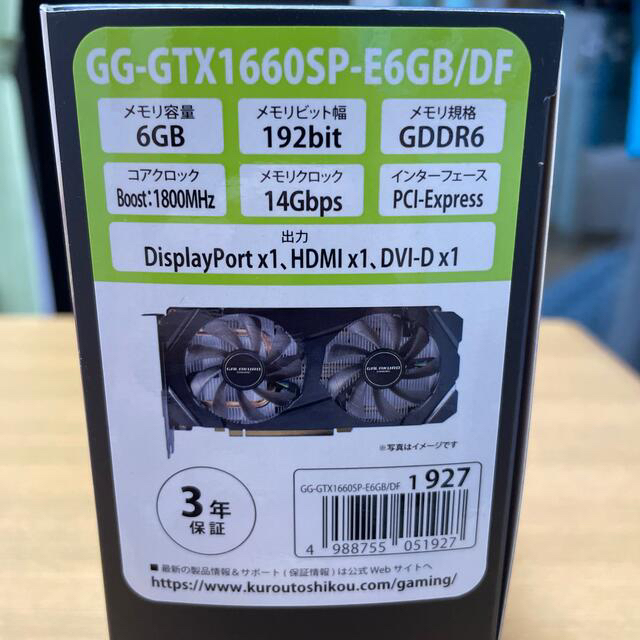 GG-GTX1660SP-E6GB/DF
メモリ容量
6GB
メモリビット幅
192bit
メモリ規格
GDDR6
コアクロック
Boost:1800MHz
メモリクロック
14Gbps
インターフェース
PCI-Express
出力
DisplayPort x1、HDMI x1、DVI-D x1
GALAKURO
GALAKURO
※写真はイメージです
3年
保証
GG-GTX1660SP-E6GB/DF 1927
4 988755 051927
■ 最新の製品情報&サポート(保証情報)は公式Webサイトへ
https://www.kuroutoshikou.com/gaming/